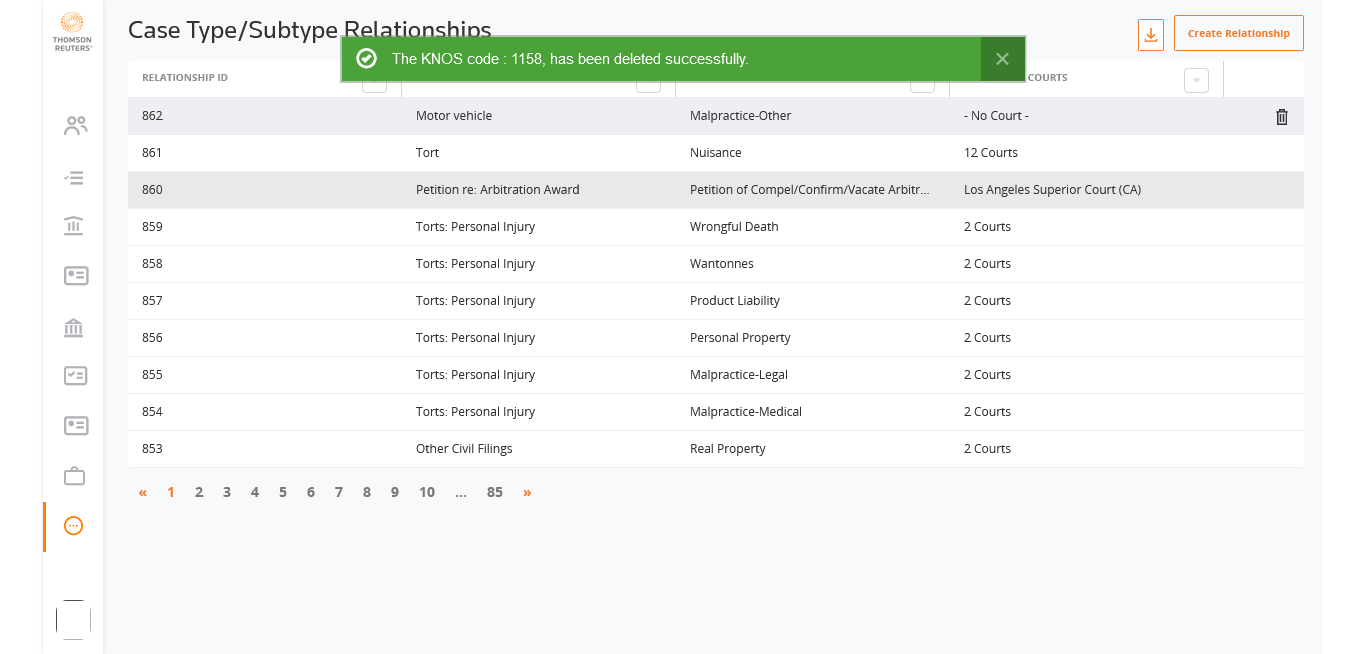 THOMSON
REUTERS®
Case Type/Subtype Relationships
Create Relationship
The KNOS code : 1158, has been deleted successfully.
RELATIONSHIP ID
COURTS
862 Motor vehicle Malpractice-Other - No Court -
861 Tort Nuisance 12 Courts
860 Petition re: Arbitration Award Petition of Compel/Confirm/Vacate Arbitr... Los Angeles Superior Court (CA)
859 Torts: Personal Injury Wrongful Death 2 Courts
858 Torts: Personal Injury Wantonnes 2 Courts
857 Torts: Personal Injury Product Liability 2 Courts
856 Torts: Personal Injury Personal Property 2 Courts
855 Torts: Personal Injury Malpractice-Legal 2 Courts
854 Torts: Personal Injury Malpractice-Medical 2 Courts
853 Other Civil Filings Real Property 2 Courts
« 1 2 3 4 5 6 7 8 9 10 ... 85 »